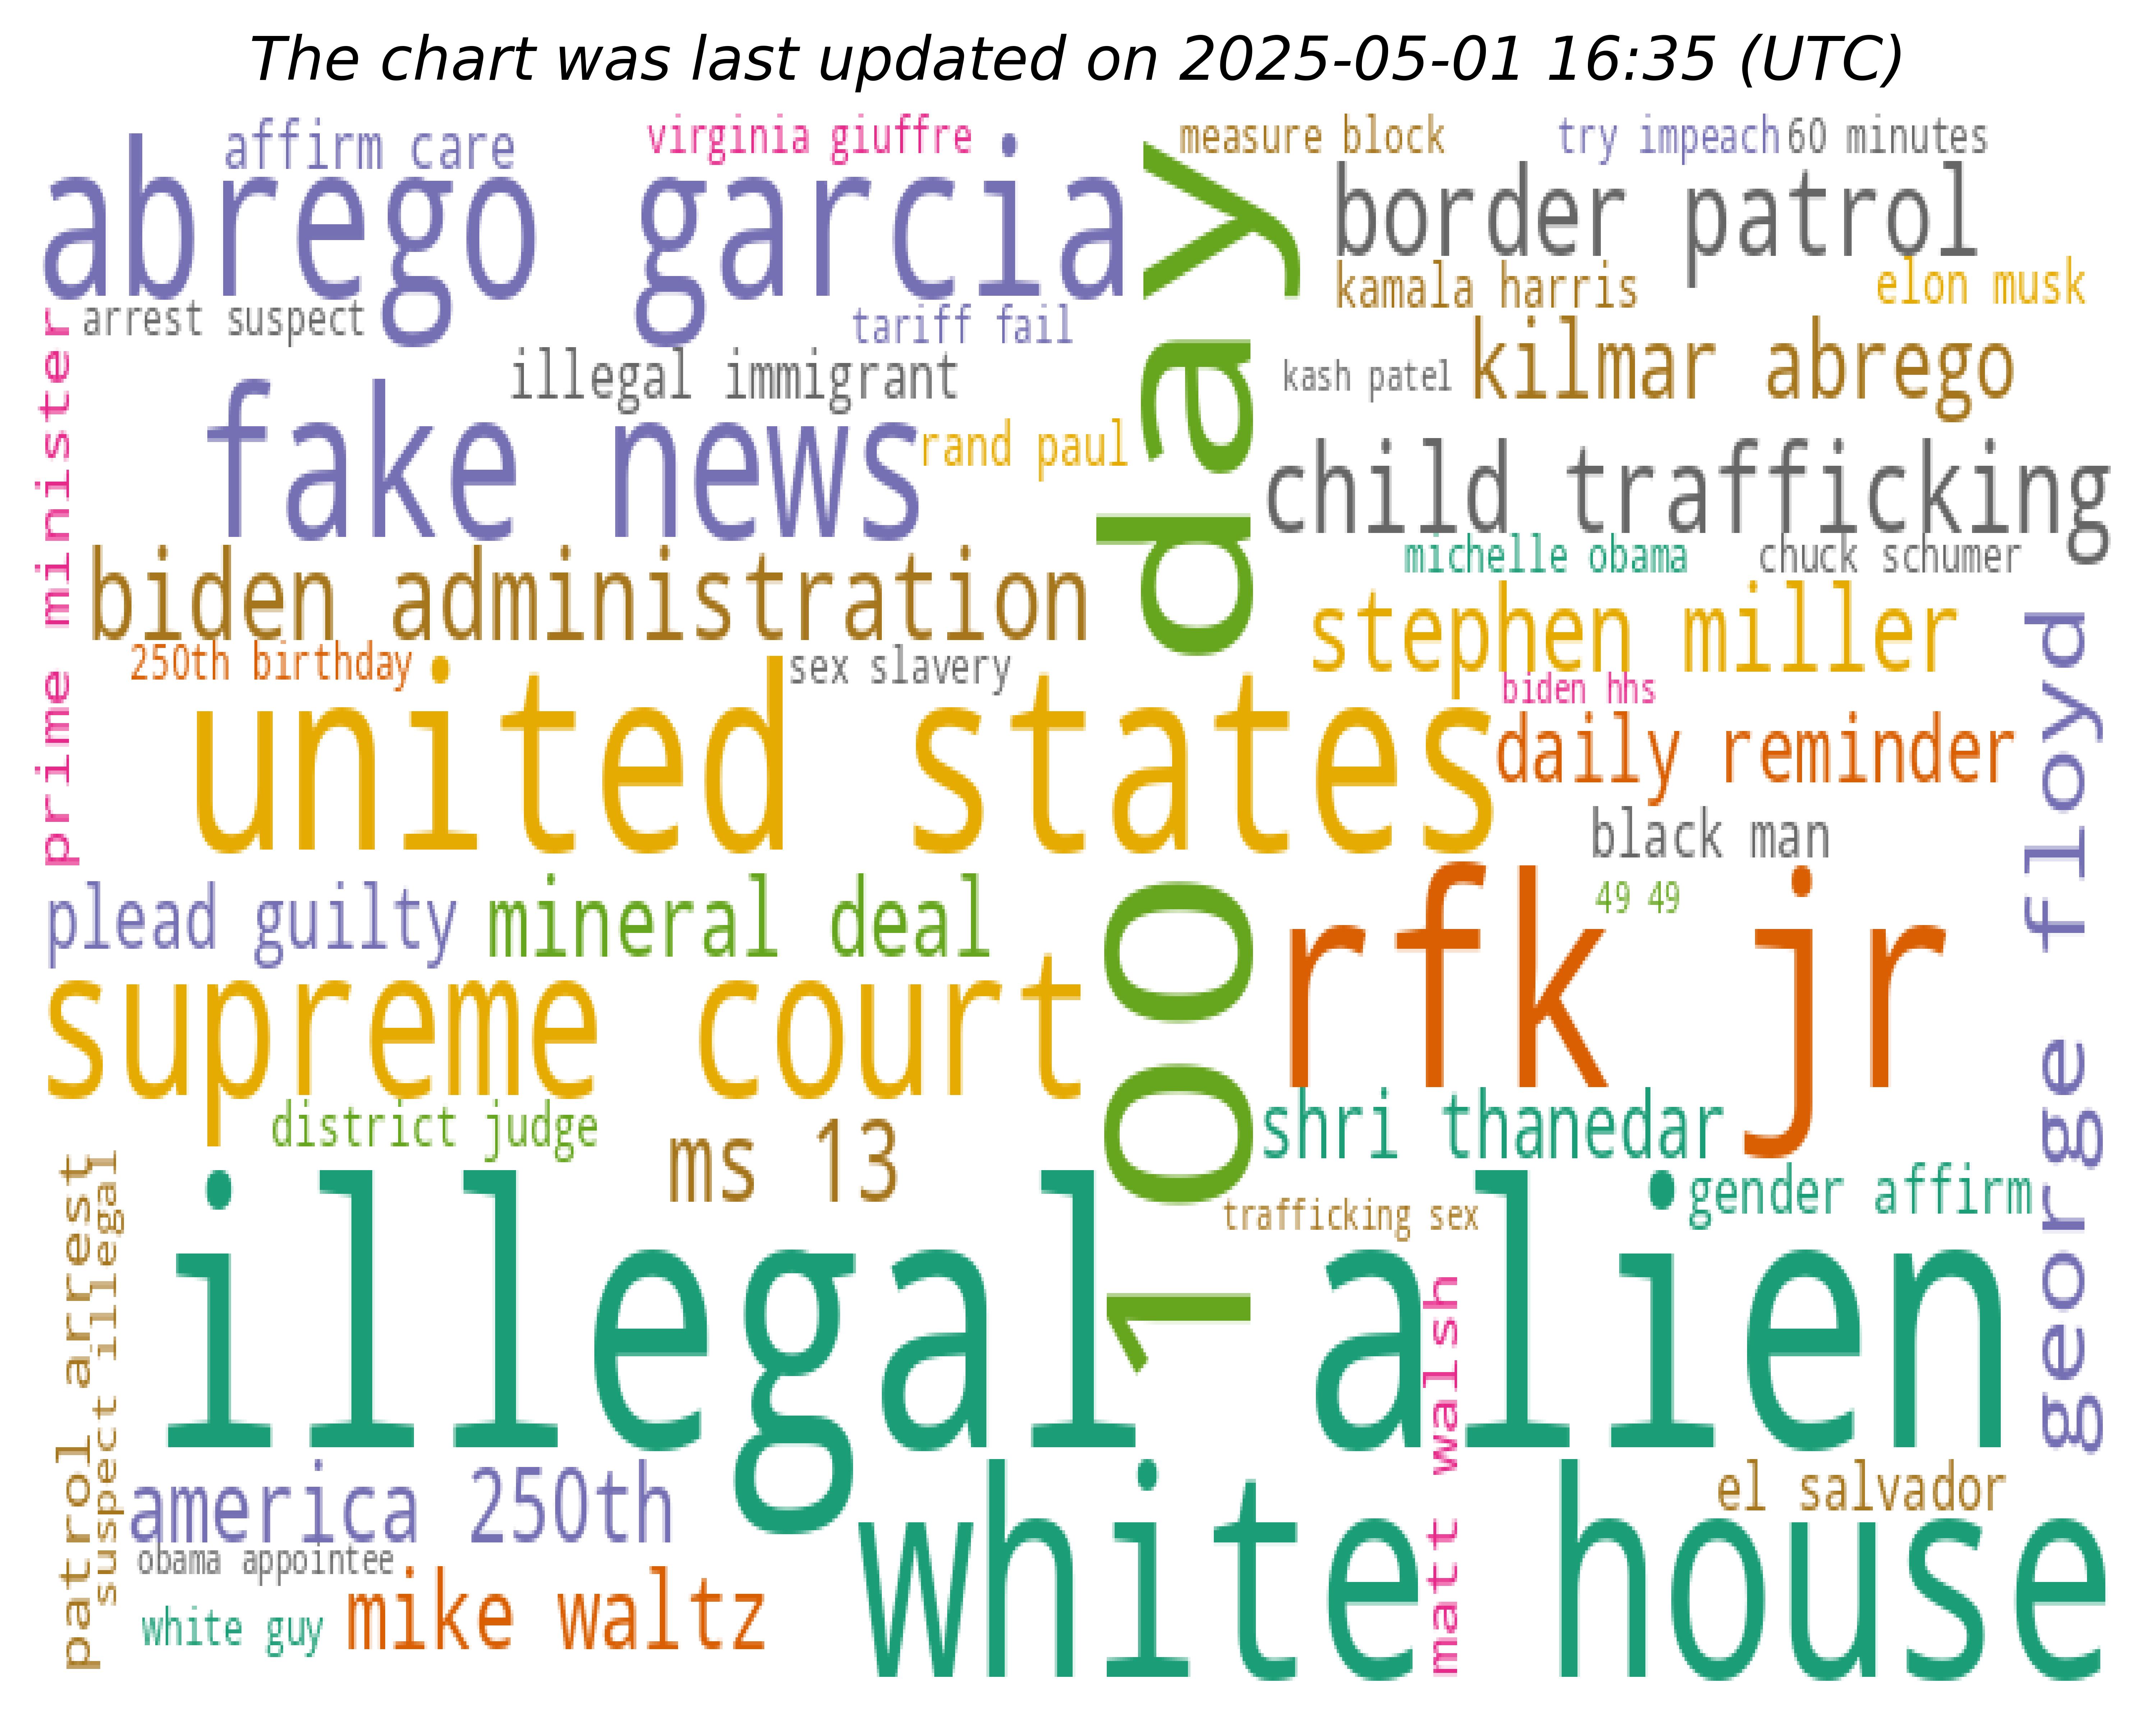 The chart was last updated on 2025-05-01 16:35 (UTC)
affirm care
virginia giuffre
measure block
try impeach
60 minutes
abrego garcia
border patrol
kamala harris
elon musk
arrest suspect
tariff fail
illegal immigrant
kash patel
kilmar abrego
fake news
rand paul
child trafficking
prime minister
100 day
michelle obama
chuck schumer
biden administration
stephen miller
250th birthday
sex slavery
biden hhs
united states
daily reminder
black man
george floyd
plead guilty
mineral deal
49 49
rfk jr
supreme court
district judge
ms 13
shri thanedar
gender affirm
trafficking sex
patrol arrest
suspect illegal
illegal alien
matt walsh
america 250th
el salvador
obama appointee
white guy
mike waltz
white house